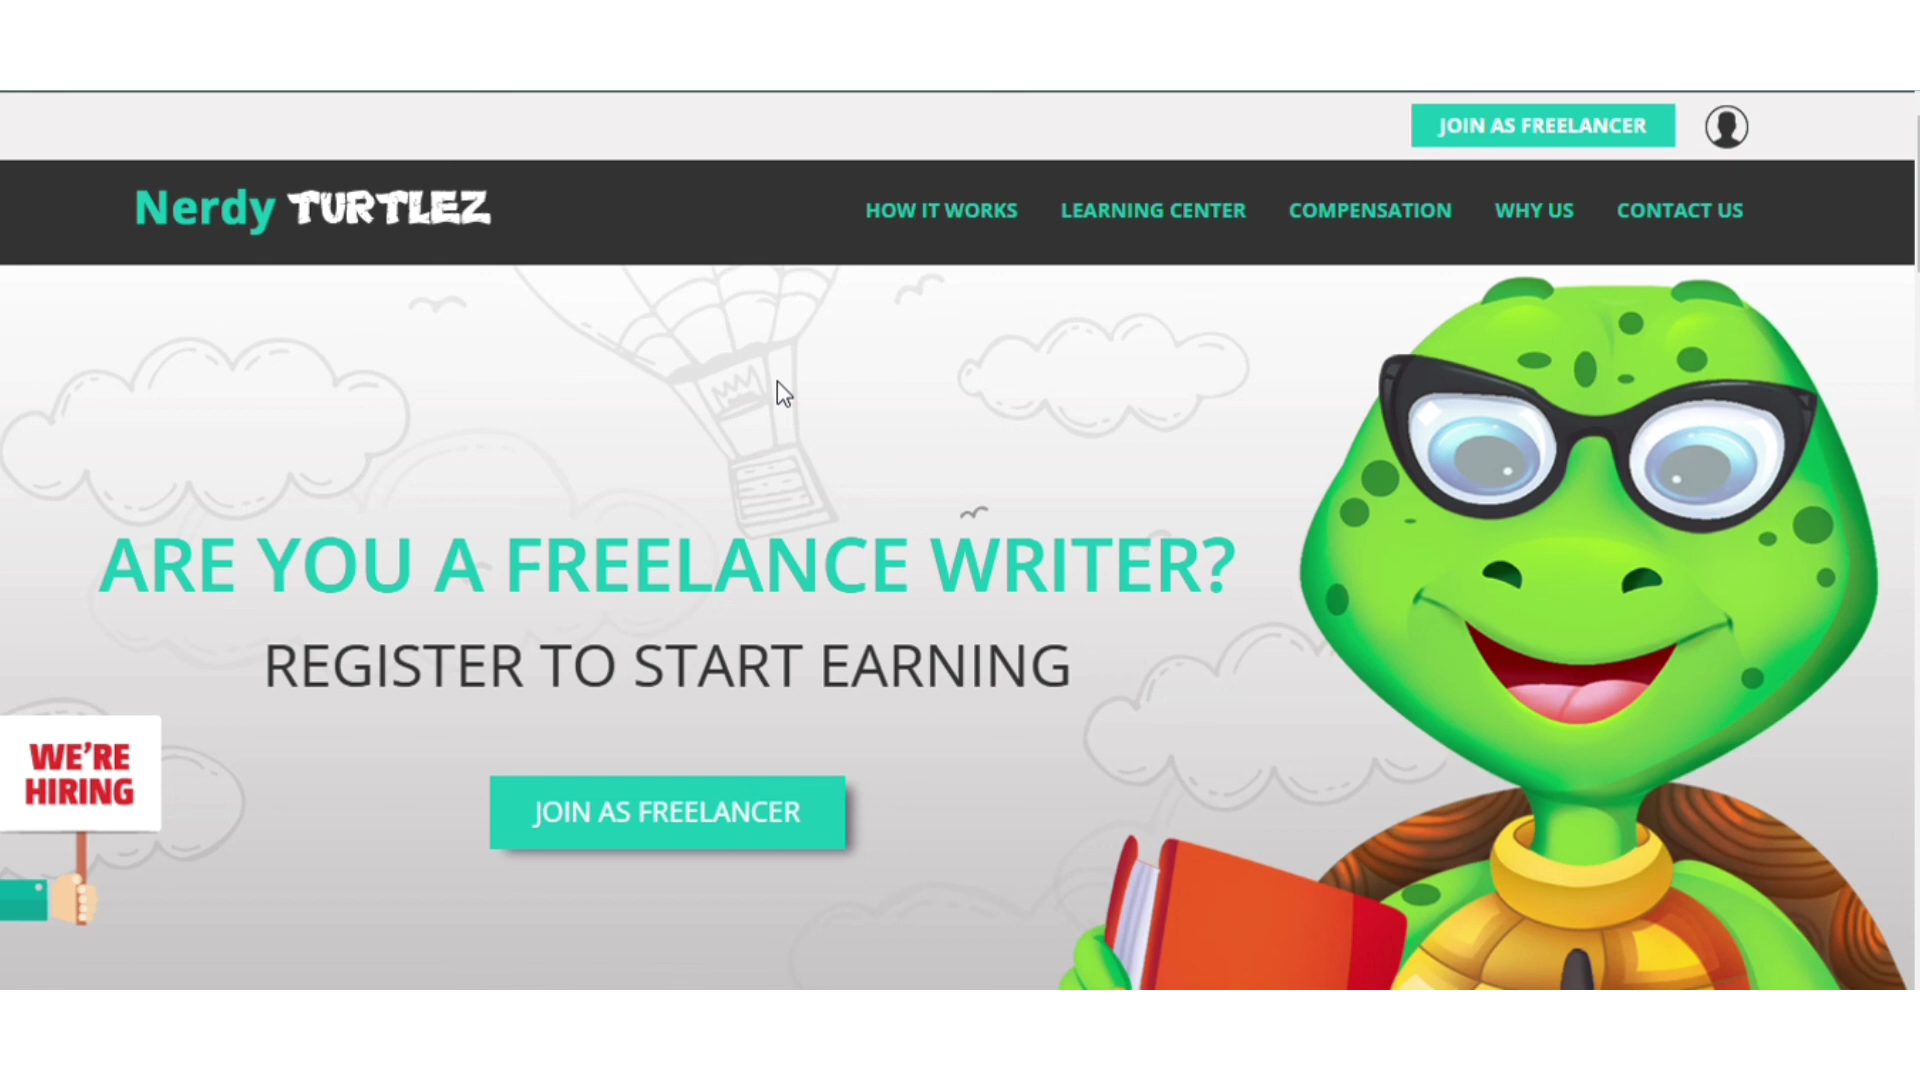 JOIN AS FREELANCER
Nerdy TURTLEZ
HOW IT WORKS LEARNING CENTER COMPENSATION WHY US CONTACT US
ARE YOU A FREELANCE WRITER?
REGISTER TO START EARNING
WE'RE
HIRING
JOIN AS FREELANCER